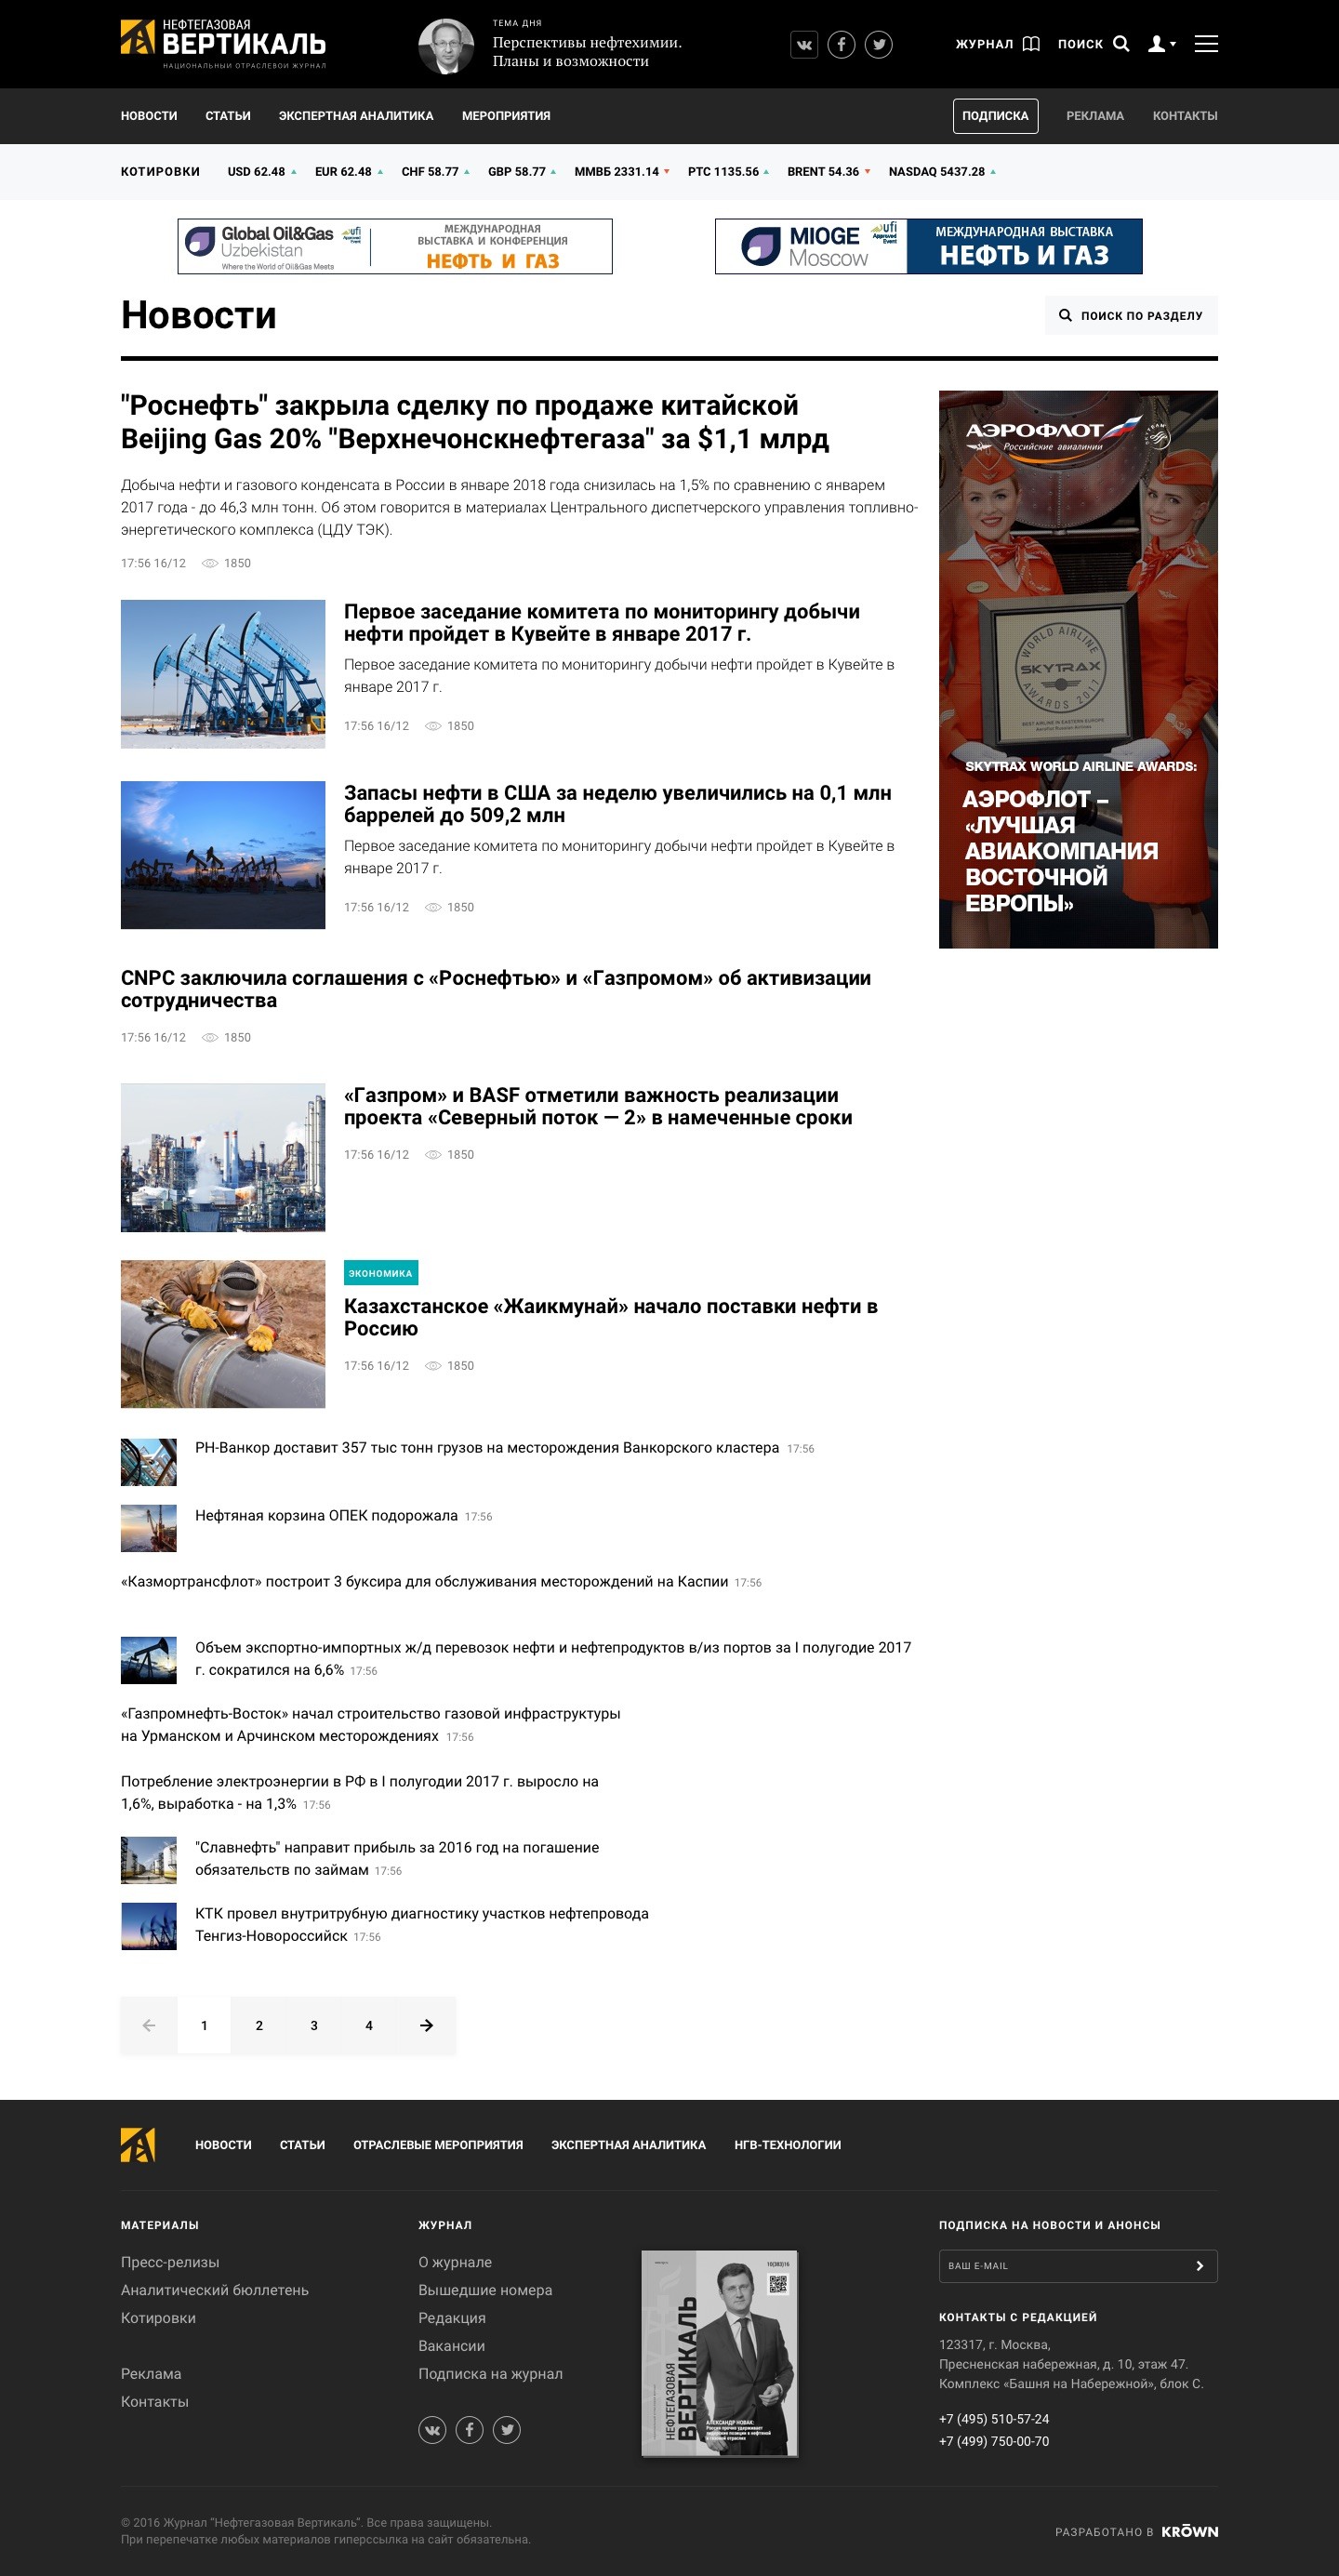 НЕФТЕГАЗОВАЯ
ВЕРТИКАЛЬ
НАЦИОНАЛЬНЫЙ ОТРАСЛЕВОЙ ЖУРНАЛ
ТЕМА ДНЯ
Перспективы нефтехимии.
Планы и возможности
ЖУРНАЛ ПОИСК
НОВОСТИ СТАТЬИ ЭКСПЕРТНАЯ АНАЛИТИКА МЕРОПРИЯТИЯ ПОДПИСКА РЕКЛАМА КОНТАКТЫ
КОТИРОВКИ USD 62.48 EUR 62.48 CHF 58.77 GBP 58.77 ММВБ 2331.14 РТС 1135.56 BRENT 54.36 NASDAQ 5437.28
Global Oil&Gas
Uzbekistan
Where the World of Oil&Gas Meets
ufi
Approved
Event
МЕЖДУНАРОДНАЯ
ВЫСТАВКА И КОНФЕРЕНЦИЯ
НЕФТЬ И ГАЗ
MIOGE
Moscow
ufi
Approved
Event
МЕЖДУНАРОДНАЯ ВЫСТАВКА
НЕФТЬ И ГАЗ
Новости
ПОИСК ПО РАЗДЕЛУ
"Роснефть" закрыла сделку по продаже китайской
Beijing Gas 20% "Верхнечонскнефтегаза" за $1,1 млрд
Добыча нефти и газового конденсата в России в январе 2018 года снизилась на 1,5% по сравнению с январем
2017 года - до 46,3 млн тонн. Об этом говорится в материалах Центрального диспетчерского управления топливно-
энергетического комплекса (ЦДУ ТЭК).
17:56 16/12 1850
Первое заседание комитета по мониторингу добычи
нефти пройдет в Кувейте в январе 2017 г.
Первое заседание комитета по мониторингу добычи нефти пройдет в Кувейте в
январе 2017 г.
17:56 16/12 1850
Запасы нефти в США за неделю увеличились на 0,1 млн
баррелей до 509,2 млн
Первое заседание комитета по мониторингу добычи нефти пройдет в Кувейте в
январе 2017 г.
17:56 16/12 1850
CNPC заключила соглашения с «Роснефтью» и «Газпромом» об активизации
сотрудничества
17:56 16/12 1850
«Газпром» и BASF отметили важность реализации
проекта «Северный поток — 2» в намеченные сроки
17:56 16/12 1850
ЭКОНОМИКА
Казахстанское «Жаикмунай» начало поставки нефти в
Россию
17:56 16/12 1850
РН-Ванкор доставит 357 тыс тонн грузов на месторождения Ванкорского кластера 17:56
Нефтяная корзина ОПЕК подорожала 17:56
«Казмортрансфлот» построит 3 буксира для обслуживания месторождений на Каспии 17:56
Объем экспортно-импортных ж/д перевозок нефти и нефтепродуктов в/из портов за I полугодие 2017
г. сократился на 6,6% 17:56
«Газпромнефть-Восток» начал строительство газовой инфраструктуры
на Урманском и Арчинском месторождениях 17:56
Потребление электроэнергии в РФ в I полугодии 2017 г. выросло на
1,6%, выработка - на 1,3% 17:56
"Славнефть" направит прибыль за 2016 год на погашение
обязательств по займам 17:56
КТК провел внутритрубную диагностику участков нефтепровода
Тенгиз-Новороссийск 17:56
1 2 3 4
АЭРОФЛОТ
Российские авиалинии
SKYTEAM
WORLD AIRLINE
SKYTRAX
AWARDS 2017
BEST AIRLINE IN EASTERN EUROPE
Aeroflot Russian Airlines
SKYTRAX WORLD AIRLINE AWARDS:
АЭРОФЛОТ –
«ЛУЧШАЯ
АВИАКОМПАНИЯ
ВОСТОЧНОЙ
ЕВРОПЫ»
НОВОСТИ СТАТЬИ ОТРАСЛЕВЫЕ МЕРОПРИЯТИЯ ЭКСПЕРТНАЯ АНАЛИТИКА НГВ-ТЕХНОЛОГИИ
МАТЕРИАЛЫ
Пресс-релизы
Аналитический бюллетень
Котировки
Реклама
Контакты
ЖУРНАЛ
О журнале
Вышедшие номера
Редакция
Вакансии
Подписка на журнал
НЕФТЕГАЗОВАЯ
ВЕРТИКАЛЬ
АЛЕКСАНДР НОВАК:
ПОДПИСКА НА НОВОСТИ И АНОНСЫ
ВАШ E-MAIL
КОНТАКТЫ С РЕДАКЦИЕЙ
123317, г. Москва,
Пресненская набережная, д. 10, этаж 47.
Комплекс «Башня на Набережной», блок С.
+7 (495) 510-57-24
+7 (499) 750-00-70
© 2016 Журнал "Нефтегазовая Вертикаль". Все права защищены.
При перепечатке любых материалов гиперссылка на сайт обязательна.
РАЗРАБОТАНО В KRŌWN